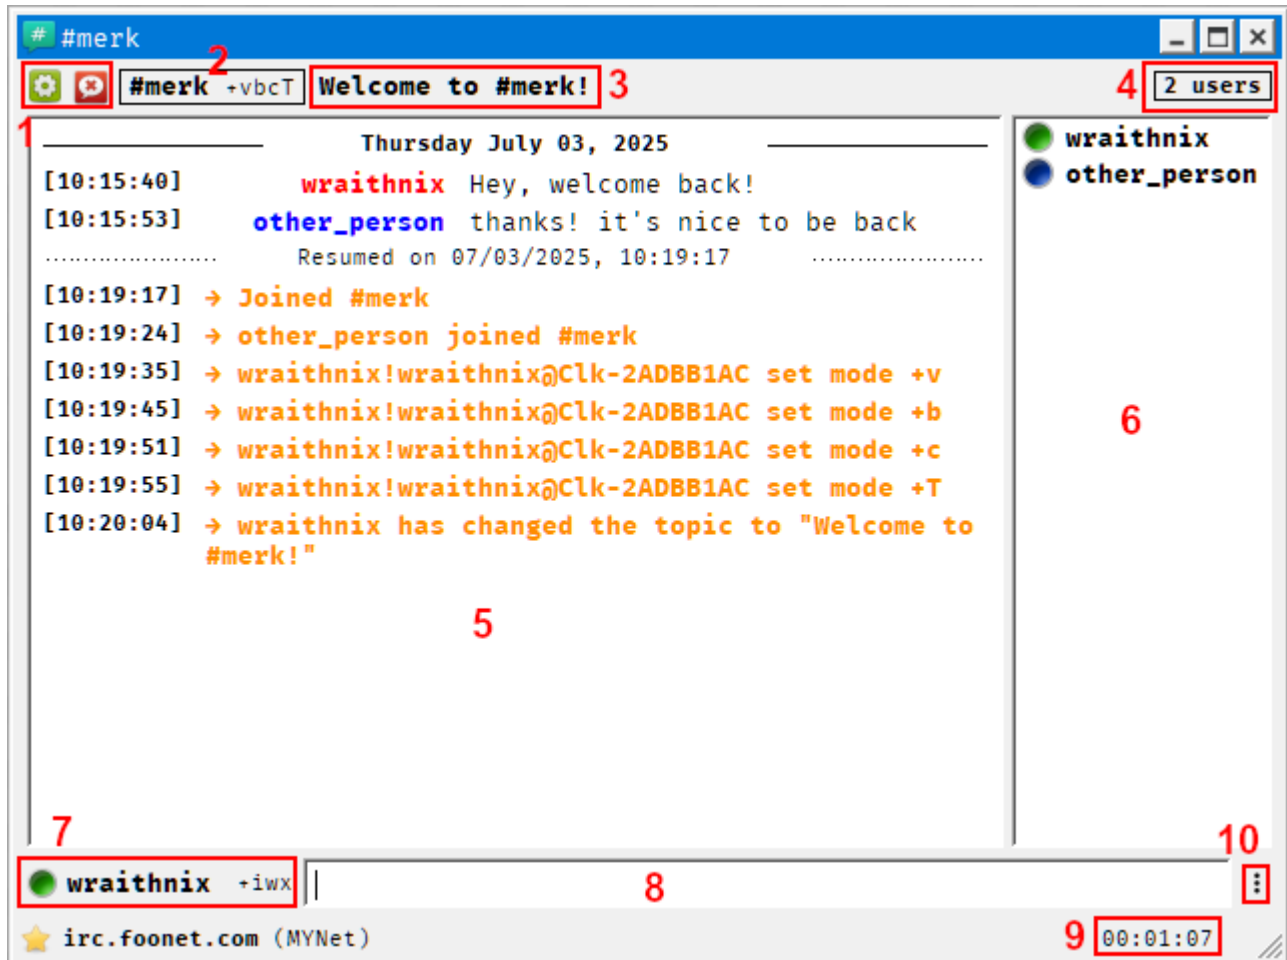 #merk
2
#merk +vbcT Welcome to #merk! 3 4 2 users
1
Thursday July 03, 2025
[10:15:40] wraithnix Hey, welcome back!
[10:15:53] other_person thanks! it's nice to be back
Resumed on 07/03/2025, 10:19:17
[10:19:17] → Joined #merk
[10:19:24] → other_person joined #merk
[10:19:35] → wraithnix!wraithnix@Clk-2ADBB1AC set mode +v
[10:19:45] → wraithnix!wraithnix@Clk-2ADBB1AC set mode +b
[10:19:51] → wraithnix!wraithnix@Clk-2ADBB1AC set mode +c
[10:19:55] → wraithnix!wraithnix@Clk-2ADBB1AC set mode +T
[10:20:04] → wraithnix has changed the topic to "Welcome to
#merk!"
5
wraithnix
other_person
6
7
10
wraithnix +iwx 8
irc.foonet.com (MYNet) 9 00:01:07